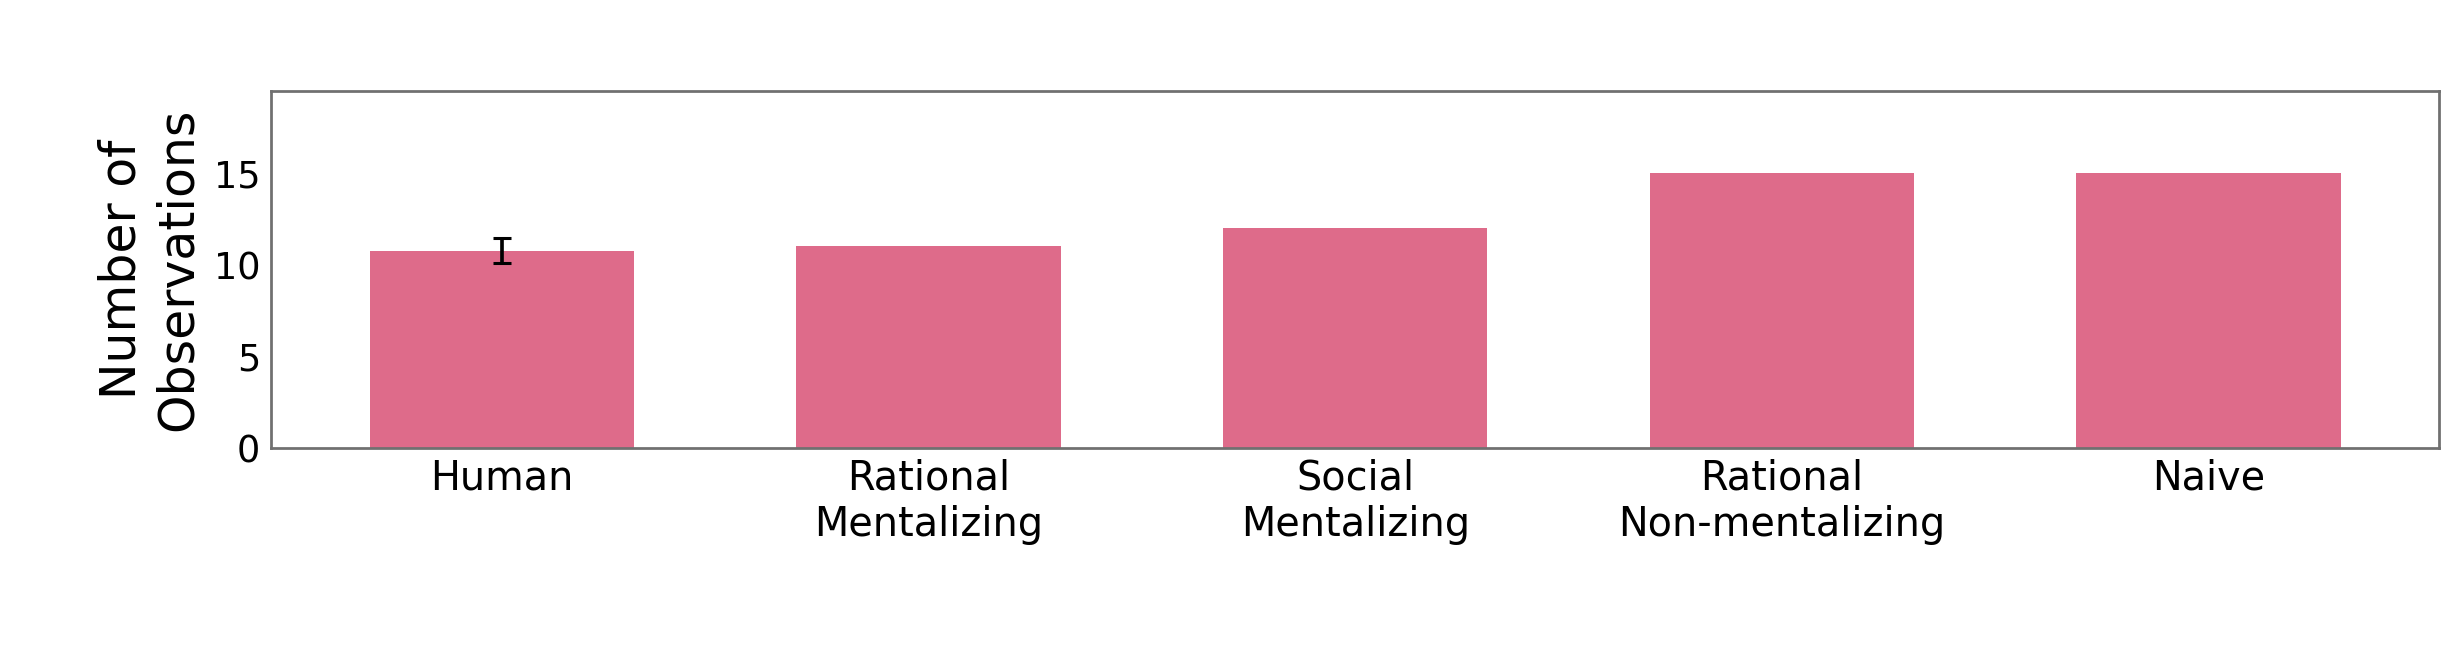 Number of
Observations
15
10
5
0
Human
Rational
Mentalizing
Social
Mentalizing
Rational
Non-mentalizing
Naive